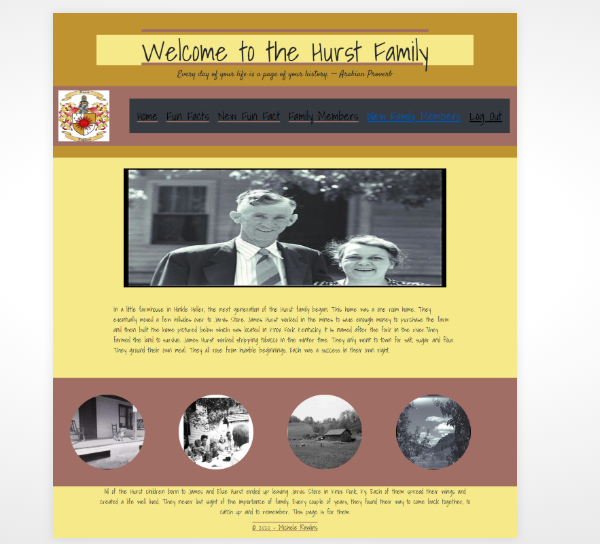 Welcome to the Hurst Family
Every day of your life is a page of your history. ~ Arabian Proverb
Home Fun Facts New Fun Fact Family Members New Family Members Log Out
In a little farmhouse in Hinkle Holler, the next generation of the Hurst family began. This home was a one room home. They
eventually moved a few minutes over to Jarvis Store. James Hurst worked in the mines to save enough money to purchase the farm
and then built the home pictured below which was located in Knox Fork Kentucky. It is named after the fork in the river. They
farmed the land to survive. James Hurst worked stripping tobacco in the winter time. They only went to town for salt, sugar and flour.
They ground their own meal. They all rose from humble beginnings. Each was a success in their own right.
All of the Hurst children born to James and Elsie Hurst ended up leaving Jarvis Store in Knox Fork, Ky. Each of them spread their wings and
created a life well lived. They never lost sight of the importance of family. Every couple of years, they found their way to come back together, to
catch up and to remember. This page is for them.
© 2020 - Michele Rawlins